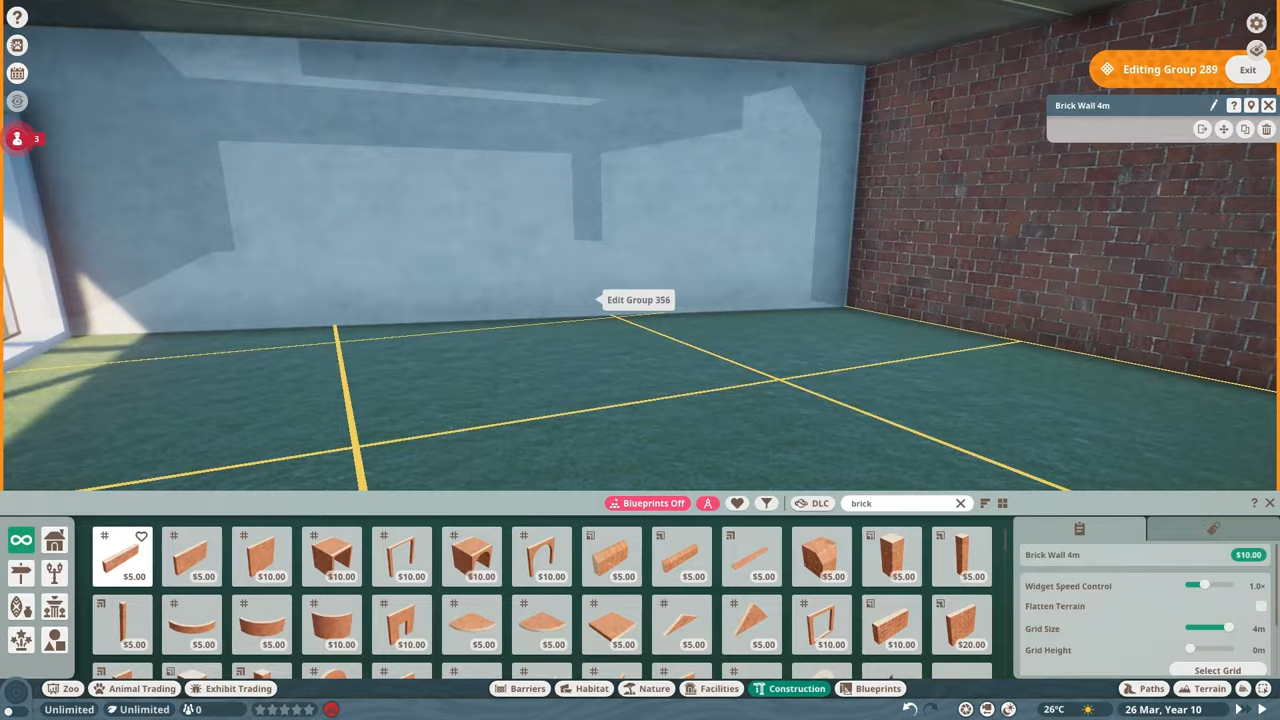 ?
Editing Group 289
Exit
Brick Wall 4m
?
3
Edit Group 356
Blueprints Off
DLC
brick
?
$5.00 $5.00 $10.00 $10.00 $10.00 $10.00 $10.00 $5.00 $5.00 $5.00 $5.00 $5.00 $5.00
$5.00 $5.00 $5.00 $10.00 $10.00 $5.00 $5.00 $5.00 $5.00 $5.00 $10.00 $10.00 $20.00
Brick Wall 4m
$10.00
Widget Speed Control
1.0×
Flatten Terrain
Grid Size
4m
Grid Height
0m
Select Grid
Zoo
Animal Trading
Exhibit Trading
Barriers
Habitat
Nature
Facilities
Construction
Blueprints
Paths
Terrain
Unlimited
Unlimited
0
26°C
26 Mar, Year 10